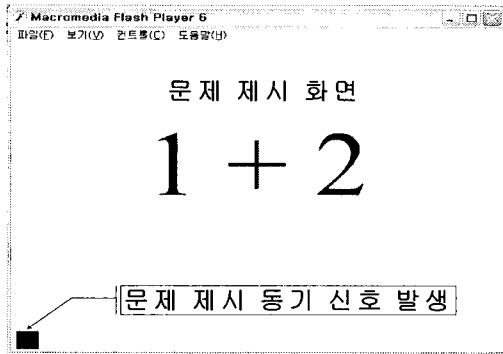 Macromedia Flash Player 6
파일(F) 보기(V) 컨트롤(C) 도움말(H)
문제 제시 화면
1 + 2
문제 제시 동기 신호 발생